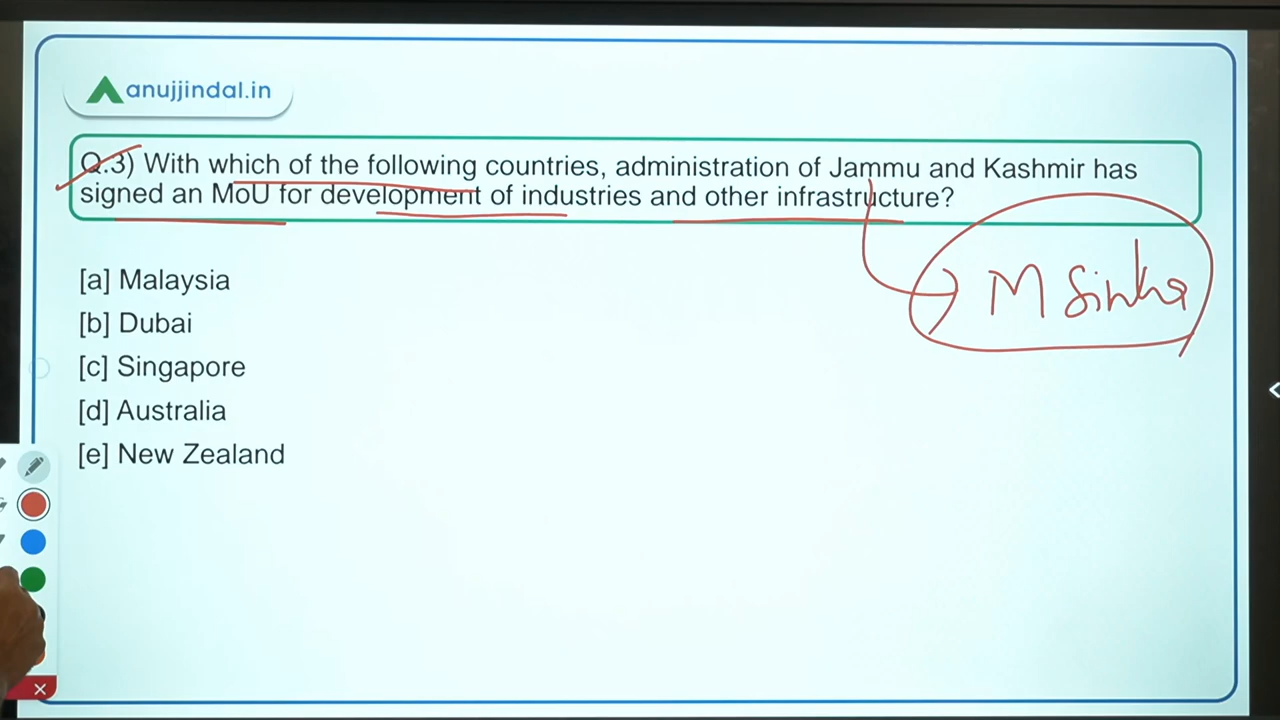 anujjindal.in
Q.3) With which of the following countries, administration of Jammu and Kashmir has
signed an MoU for development of industries and other infrastructure?
M Sinha
[a] Malaysia
[b] Dubai
[c] Singapore
[d] Australia
[e] New Zealand